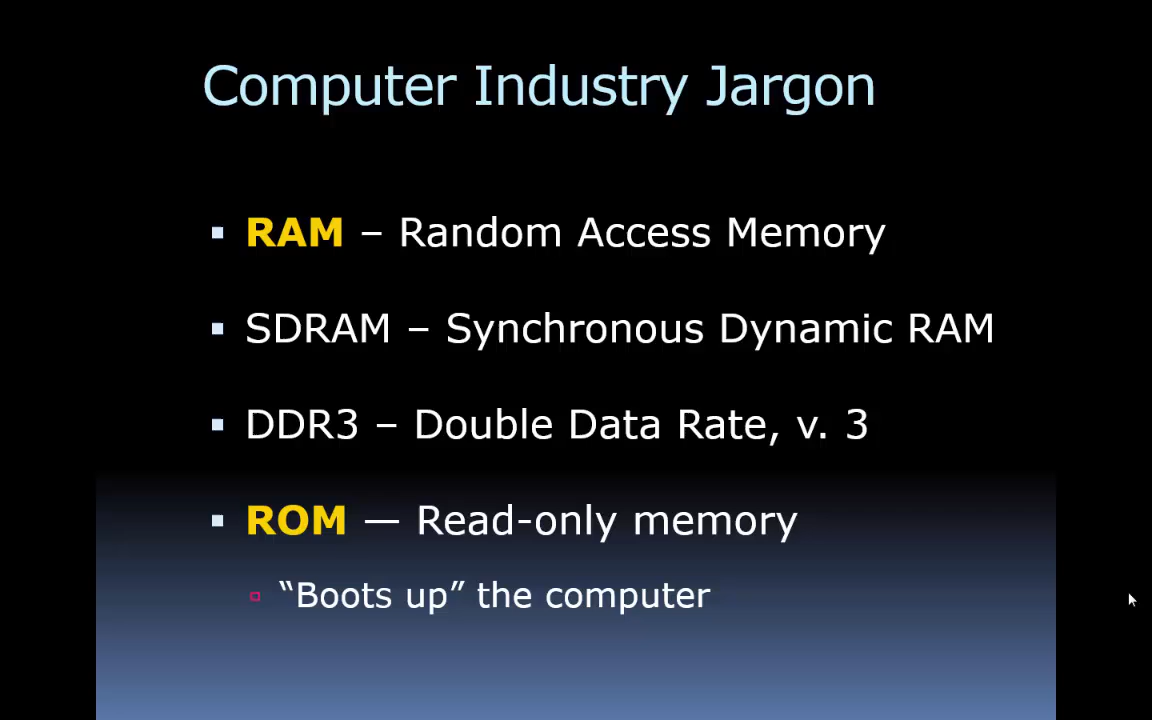 Computer Industry Jargon
RAM – Random Access Memory
SDRAM – Synchronous Dynamic RAM
DDR3 – Double Data Rate, v. 3
ROM — Read-only memory
“Boots up” the computer